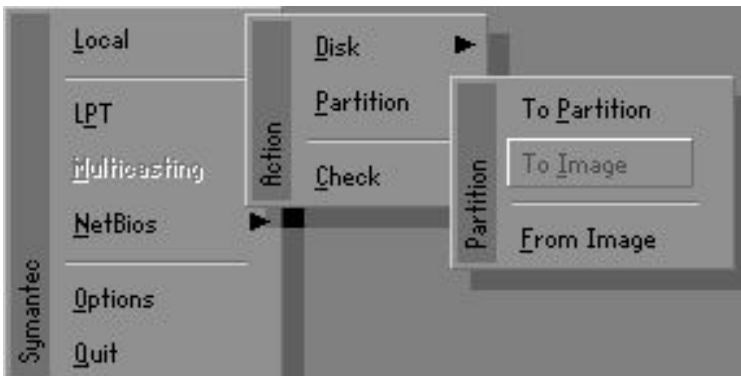 Symantec
Local
LPT
Multicasting
NetBios
Options
Quit
Action
Disk
Partition
Check
Partition
To Partition
To Image
From Image